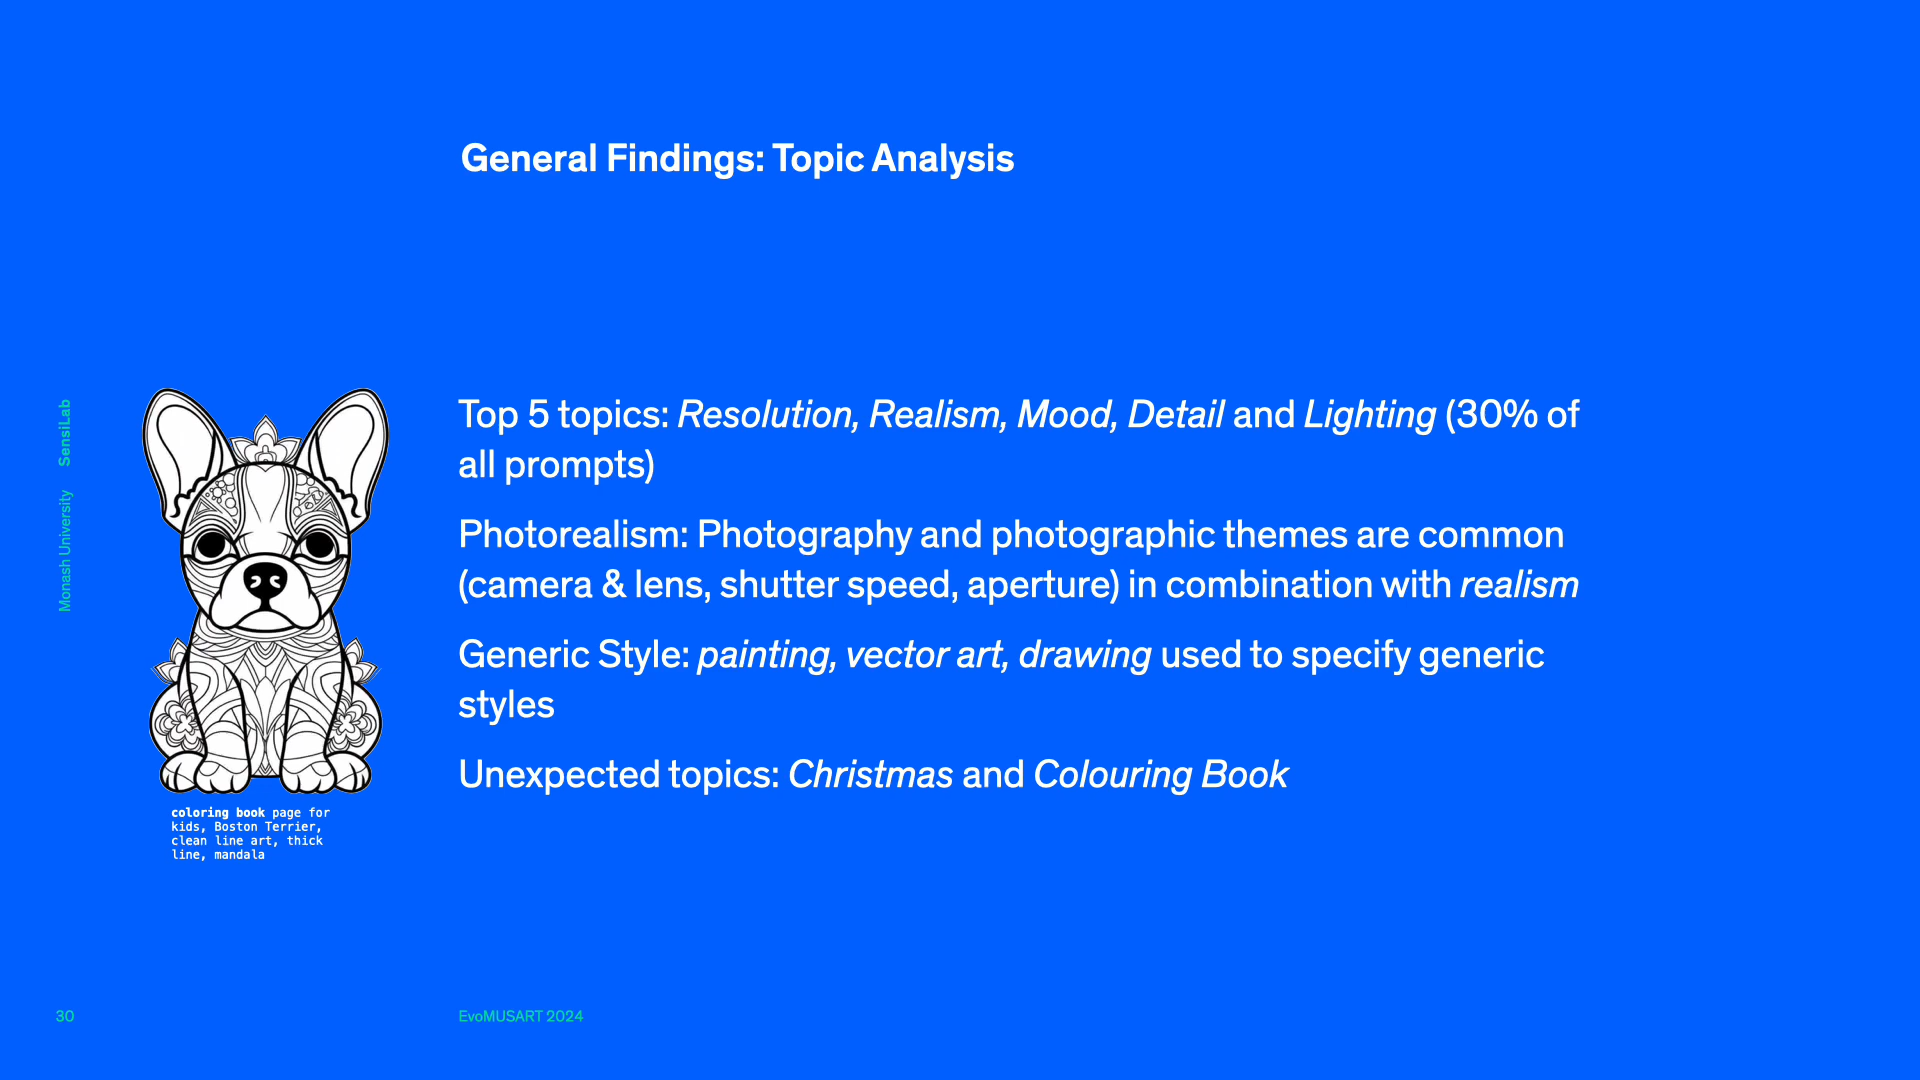 General Findings: Topic Analysis
Top 5 topics: Resolution, Realism, Mood, Detail and Lighting (30% of
all prompts)
Photorealism: Photography and photographic themes are common
(camera & lens, shutter speed, aperture) in combination with realism
Generic Style: painting, vector art, drawing used to specify generic
styles
Unexpected topics: Christmas and Colouring Book
coloring book page for
kids, Boston Terrier,
clean line art, thick
line, mandala
Monash University SensiLab
30
EvoMUSART 2024